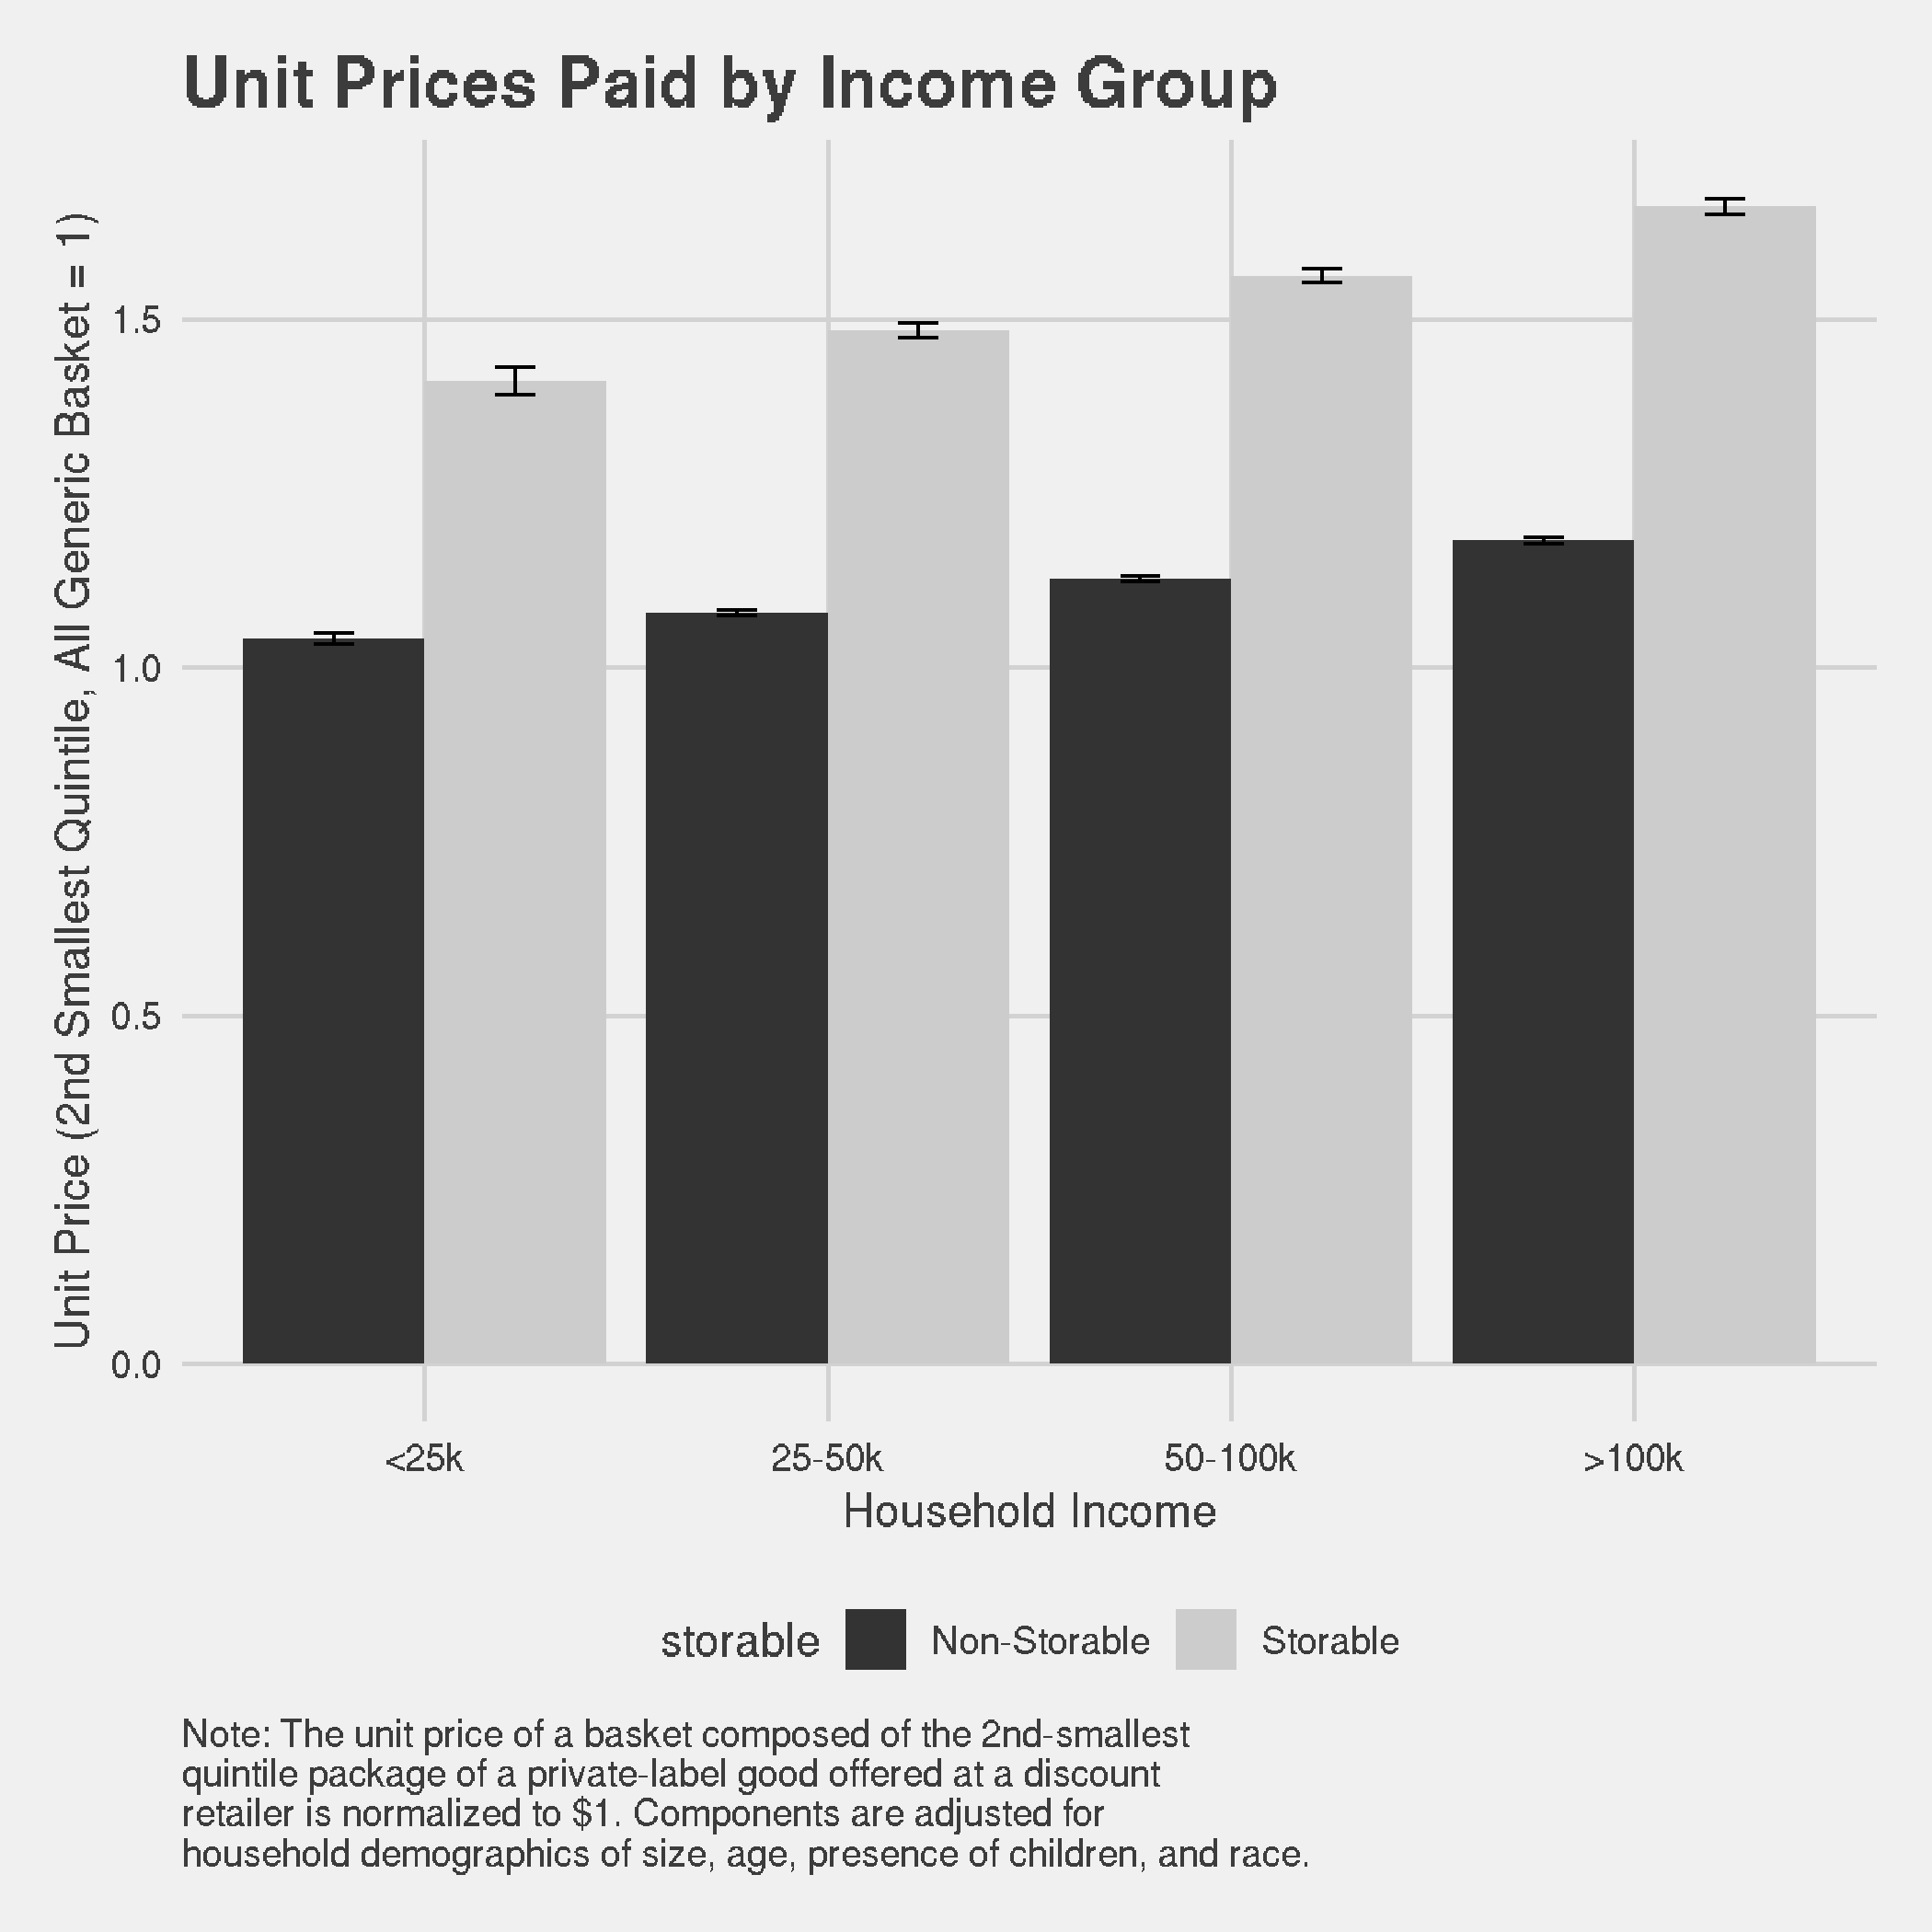 Unit Prices Paid by Income Group
Unit Price (2nd Smallest Quintile, All Generic Basket = 1)
1.5
1.0
0.5
0.0
<25k
25-50k
50-100k
>100k
Household Income
storable
Non-Storable
Storable
Note: The unit price of a basket composed of the 2nd-smallest
quintile package of a private-label good offered at a discount
retailer is normalized to $1. Components are adjusted for
household demographics of size, age, presence of children, and race.